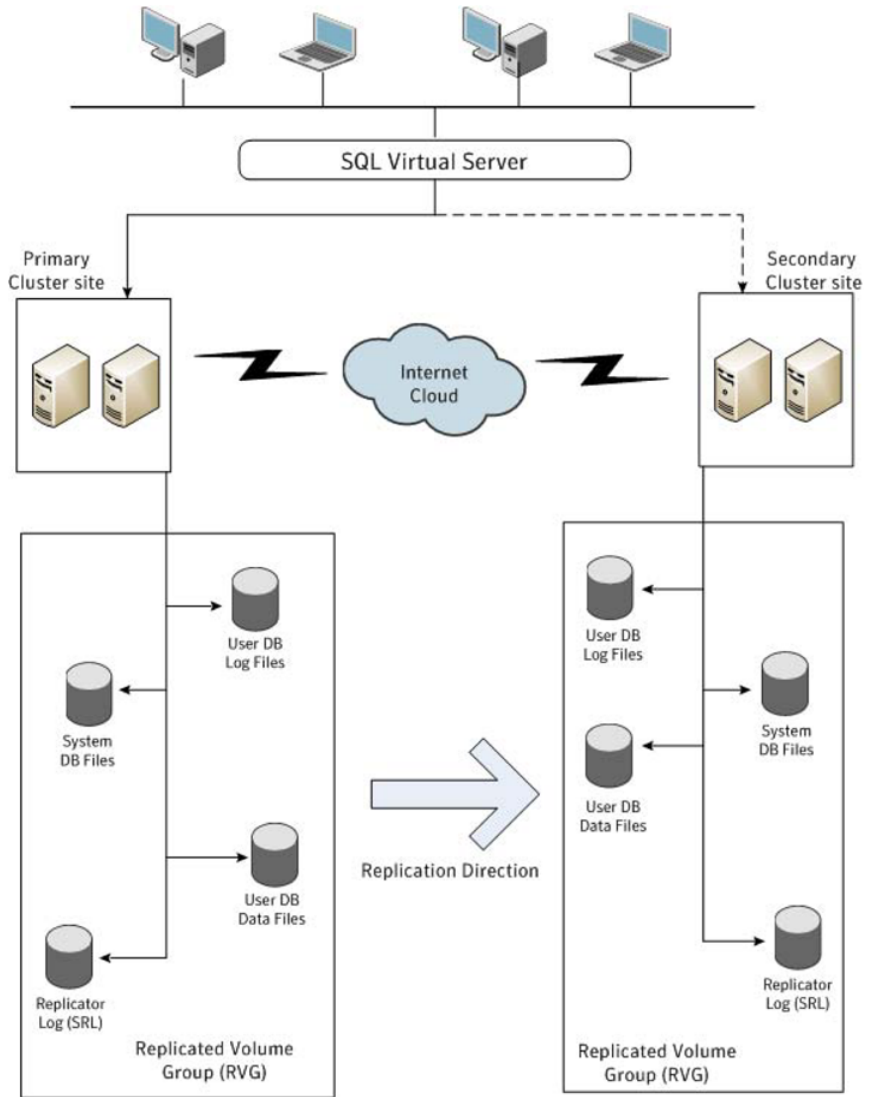 SQL Virtual Server
Primary
Cluster site
Secondary
Cluster site
Internet
Cloud
User DB
Log Files
System
DB Files
User DB
Data Files
Replicator
Log (SRL)
Replicated Volume
Group (RVG)
Replication Direction
User DB
Log Files
System
DB Files
User DB
Data Files
Replicator
Log (SRL)
Replicated Volume
Group (RVG)